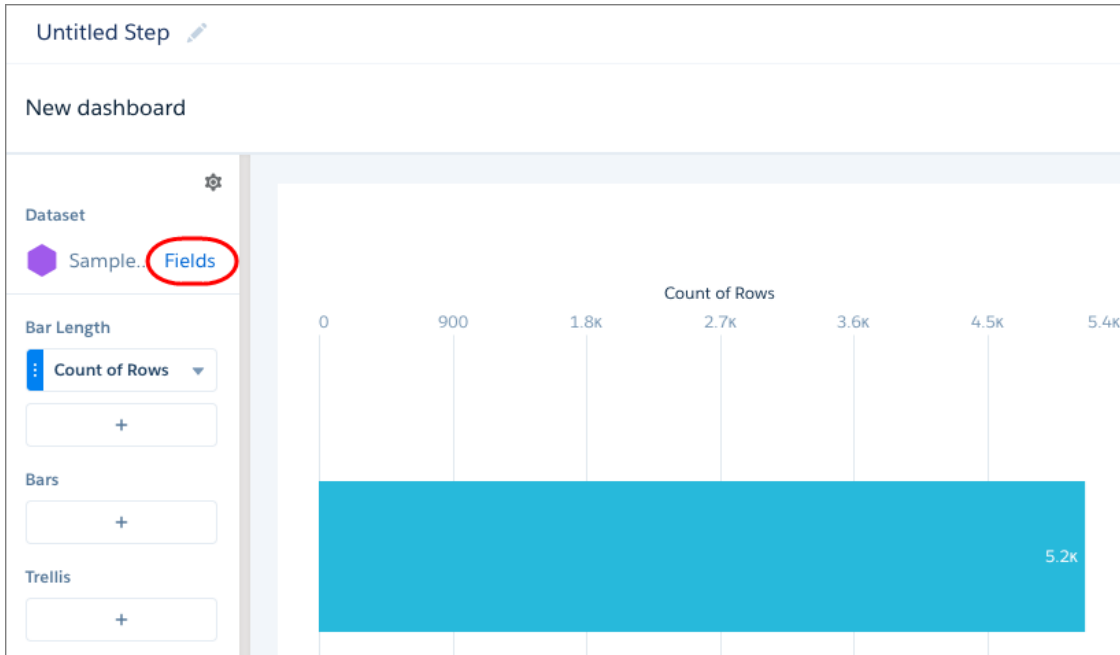 Untitled Step
New dashboard
Dataset
Sample.. Fields
Bar Length
Count of Rows
+
Bars
+
Trellis
+
Count of Rows
0 900 1.8K 2.7K 3.6K 4.5K 5.4K
5.2K